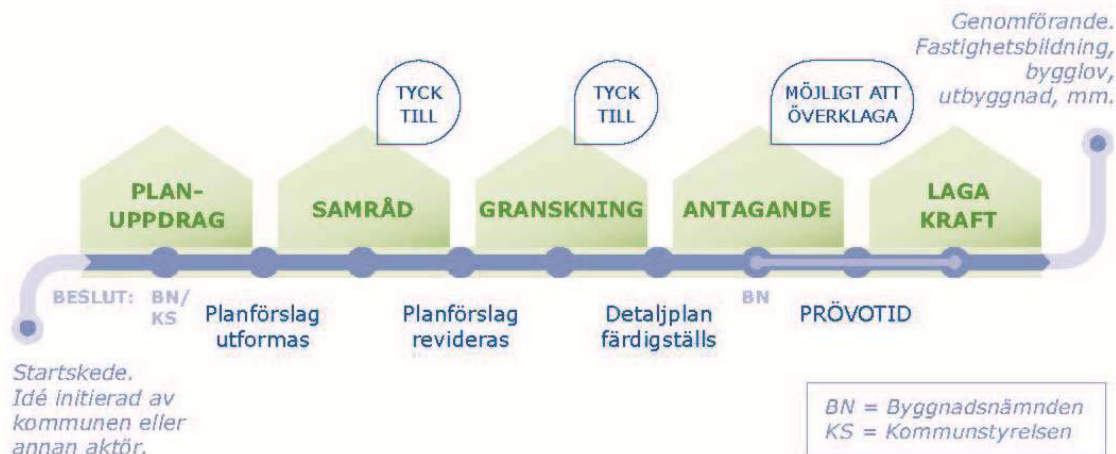 Genomförande.
Fastighetsbildning,
bygglov,
utbyggnad, mm.
TYCK
TILL
TYCK
TILL
MÖJLIGT ATT
ÖVERKLAGA
PLAN-
UPPDRAG
SAMRÅD
GRANSKNING
ANTAGANDE
LAGA
KRAFT
BESLUT:
BN/
KS
Planförslag
utformas
Planförslag
revideras
Detaljplan
färdigställs
BN
PRÖVOTID
Startskede.
Idé initierad av
kommunen eller
annan aktör.
BN = Byggnadsnämnden
KS = Kommunstyrelsen